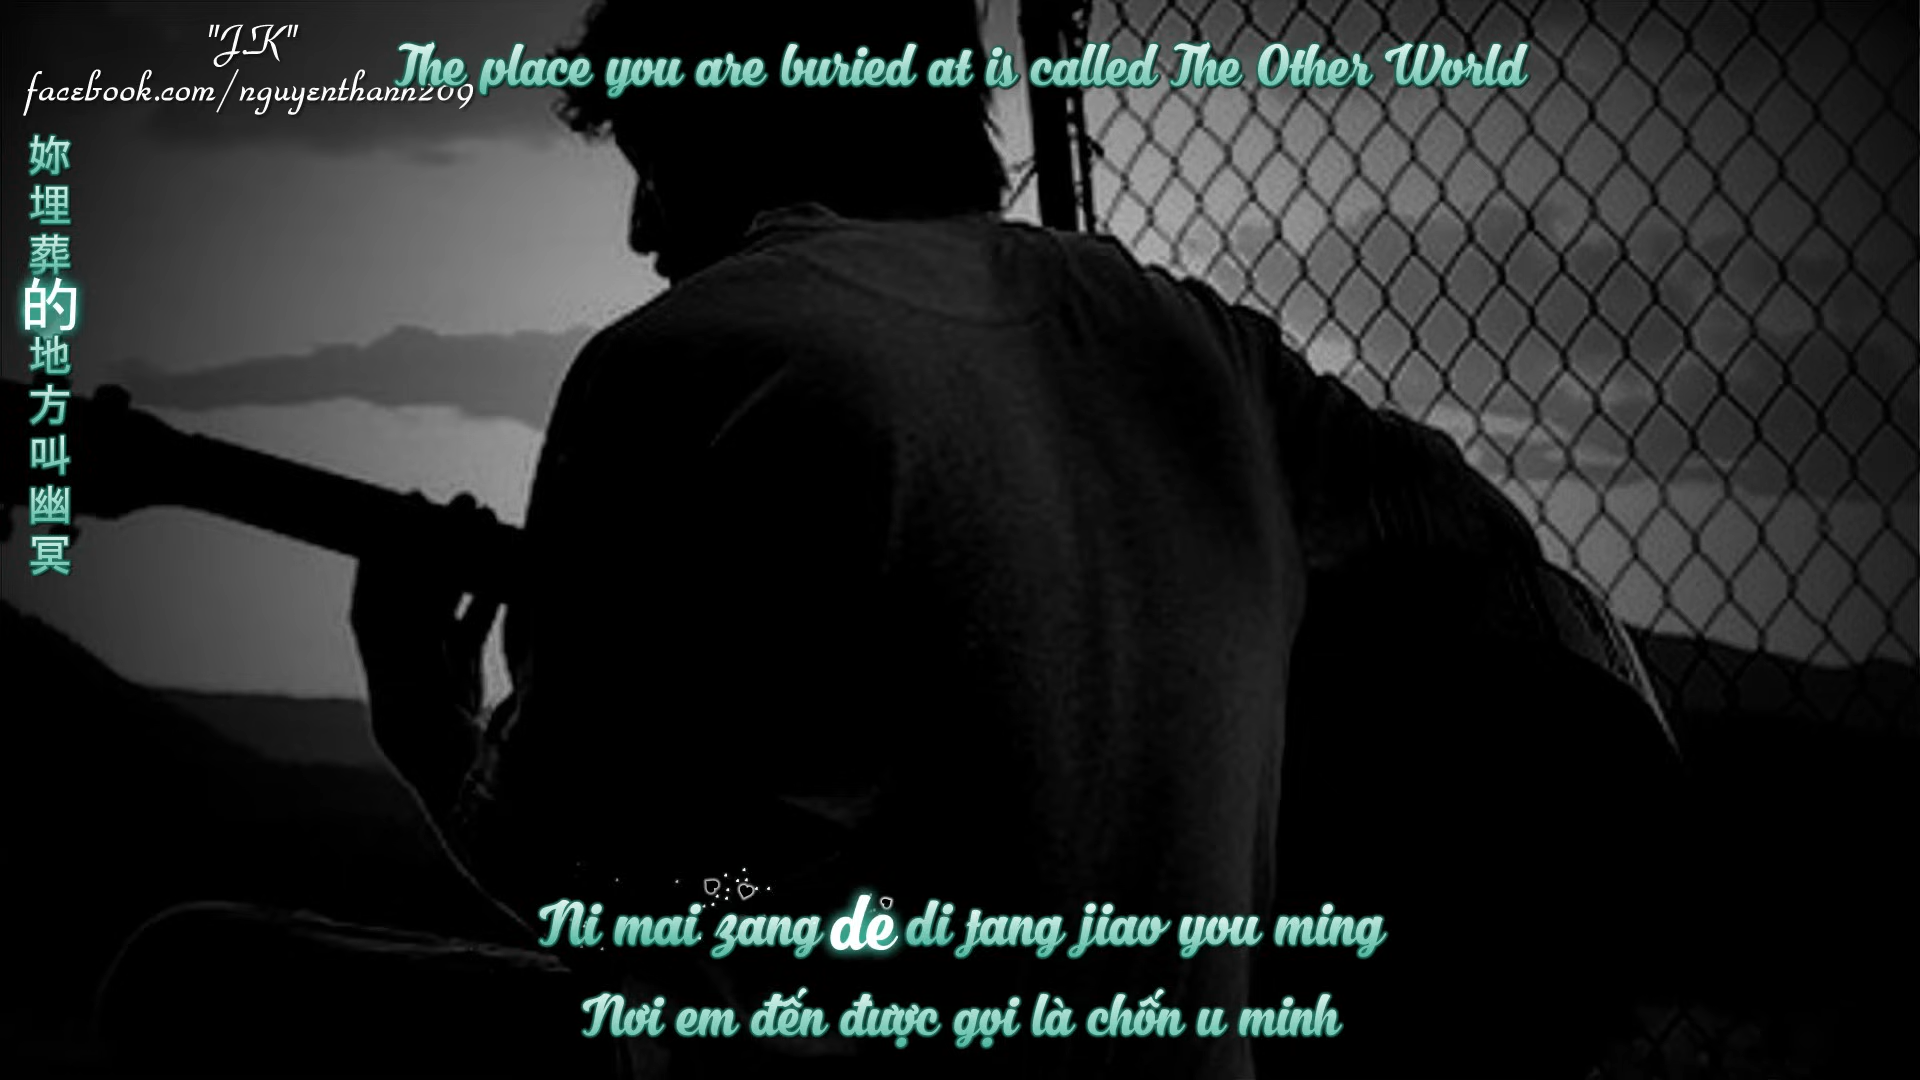 "J.K"
facebook.com/nguyenthann209
The place you are buried at is called The Other World
妳埋葬的地方叫幽冥
Ni mai zang de di fang jiao you ming
Nơi em đến được gọi là chốn u minh